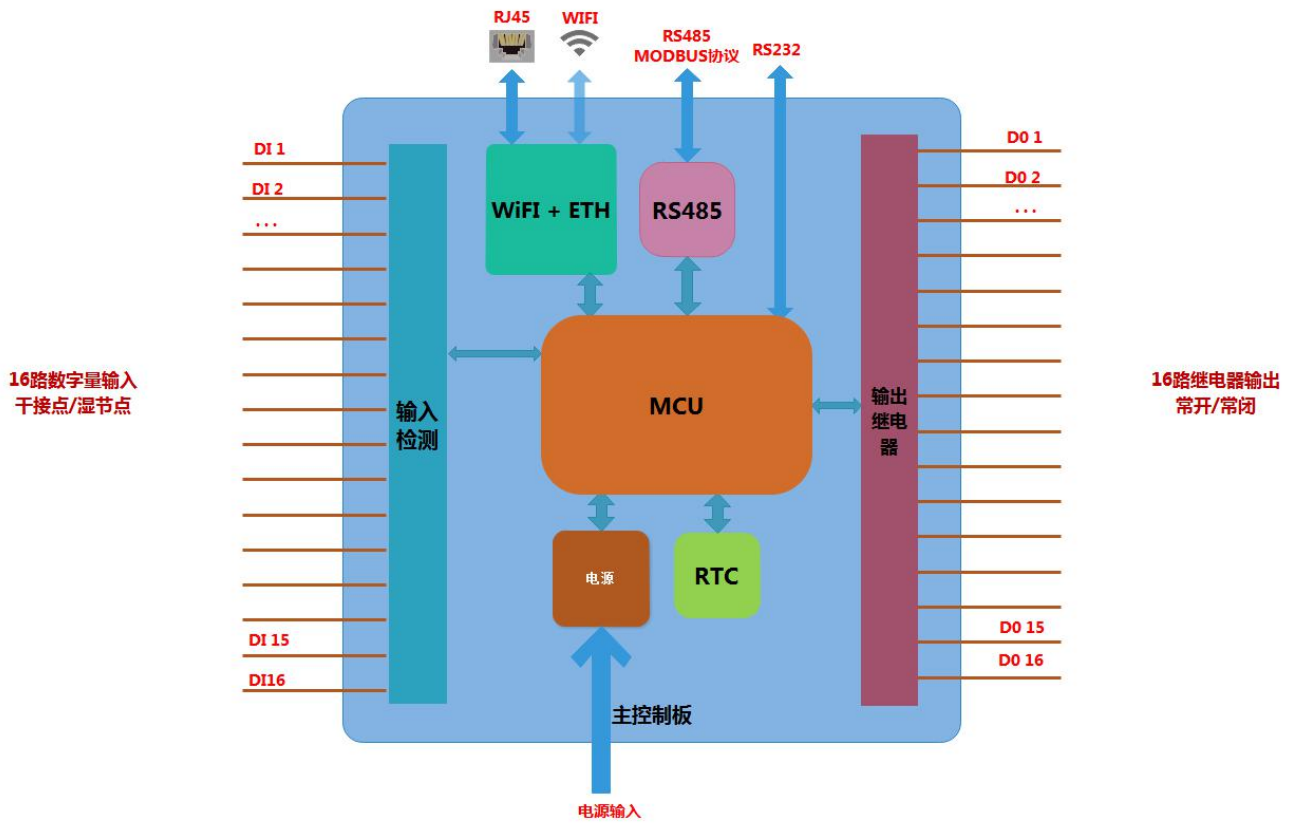 RJ45
WIFI
RS485
MODBUS协议
RS232
DI 1
DI 2
...
DI 15
DI16
16路数字量输入
干接点/湿节点
输入
检测
WiFI + ETH
RS485
MCU
电源
RTC
输出
继电
器
主控制板
电源输入
D0 1
D0 2
...
D0 15
D0 16
16路继电器输出
常开/常闭